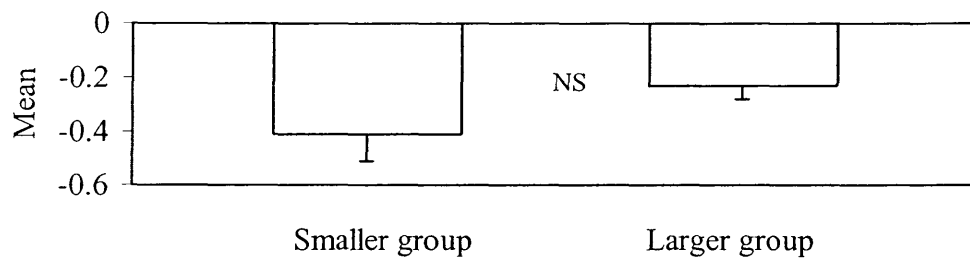 0
-0.2
-0.4
-0.6
Mean
NS
Smaller group
Larger group